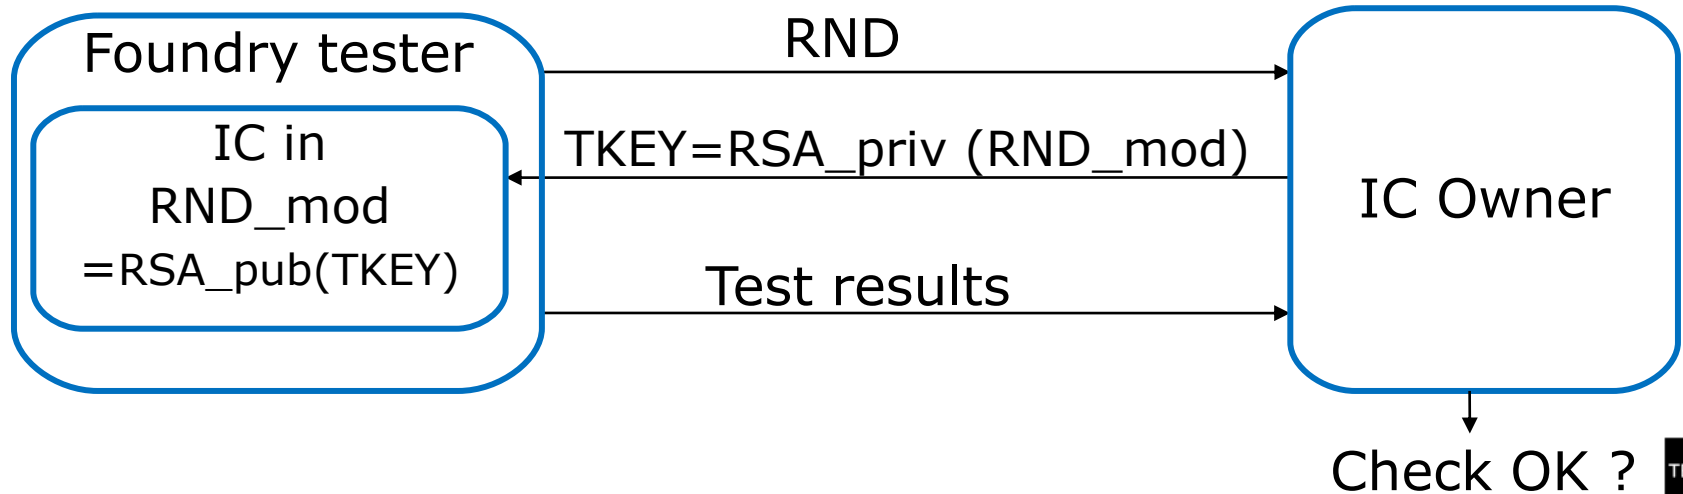 Foundry tester
IC in
RND_mod
=RSA_pub(TKEY)
RND
TKEY=RSA_priv (RND_mod)
Test results
IC Owner
Check OK ?